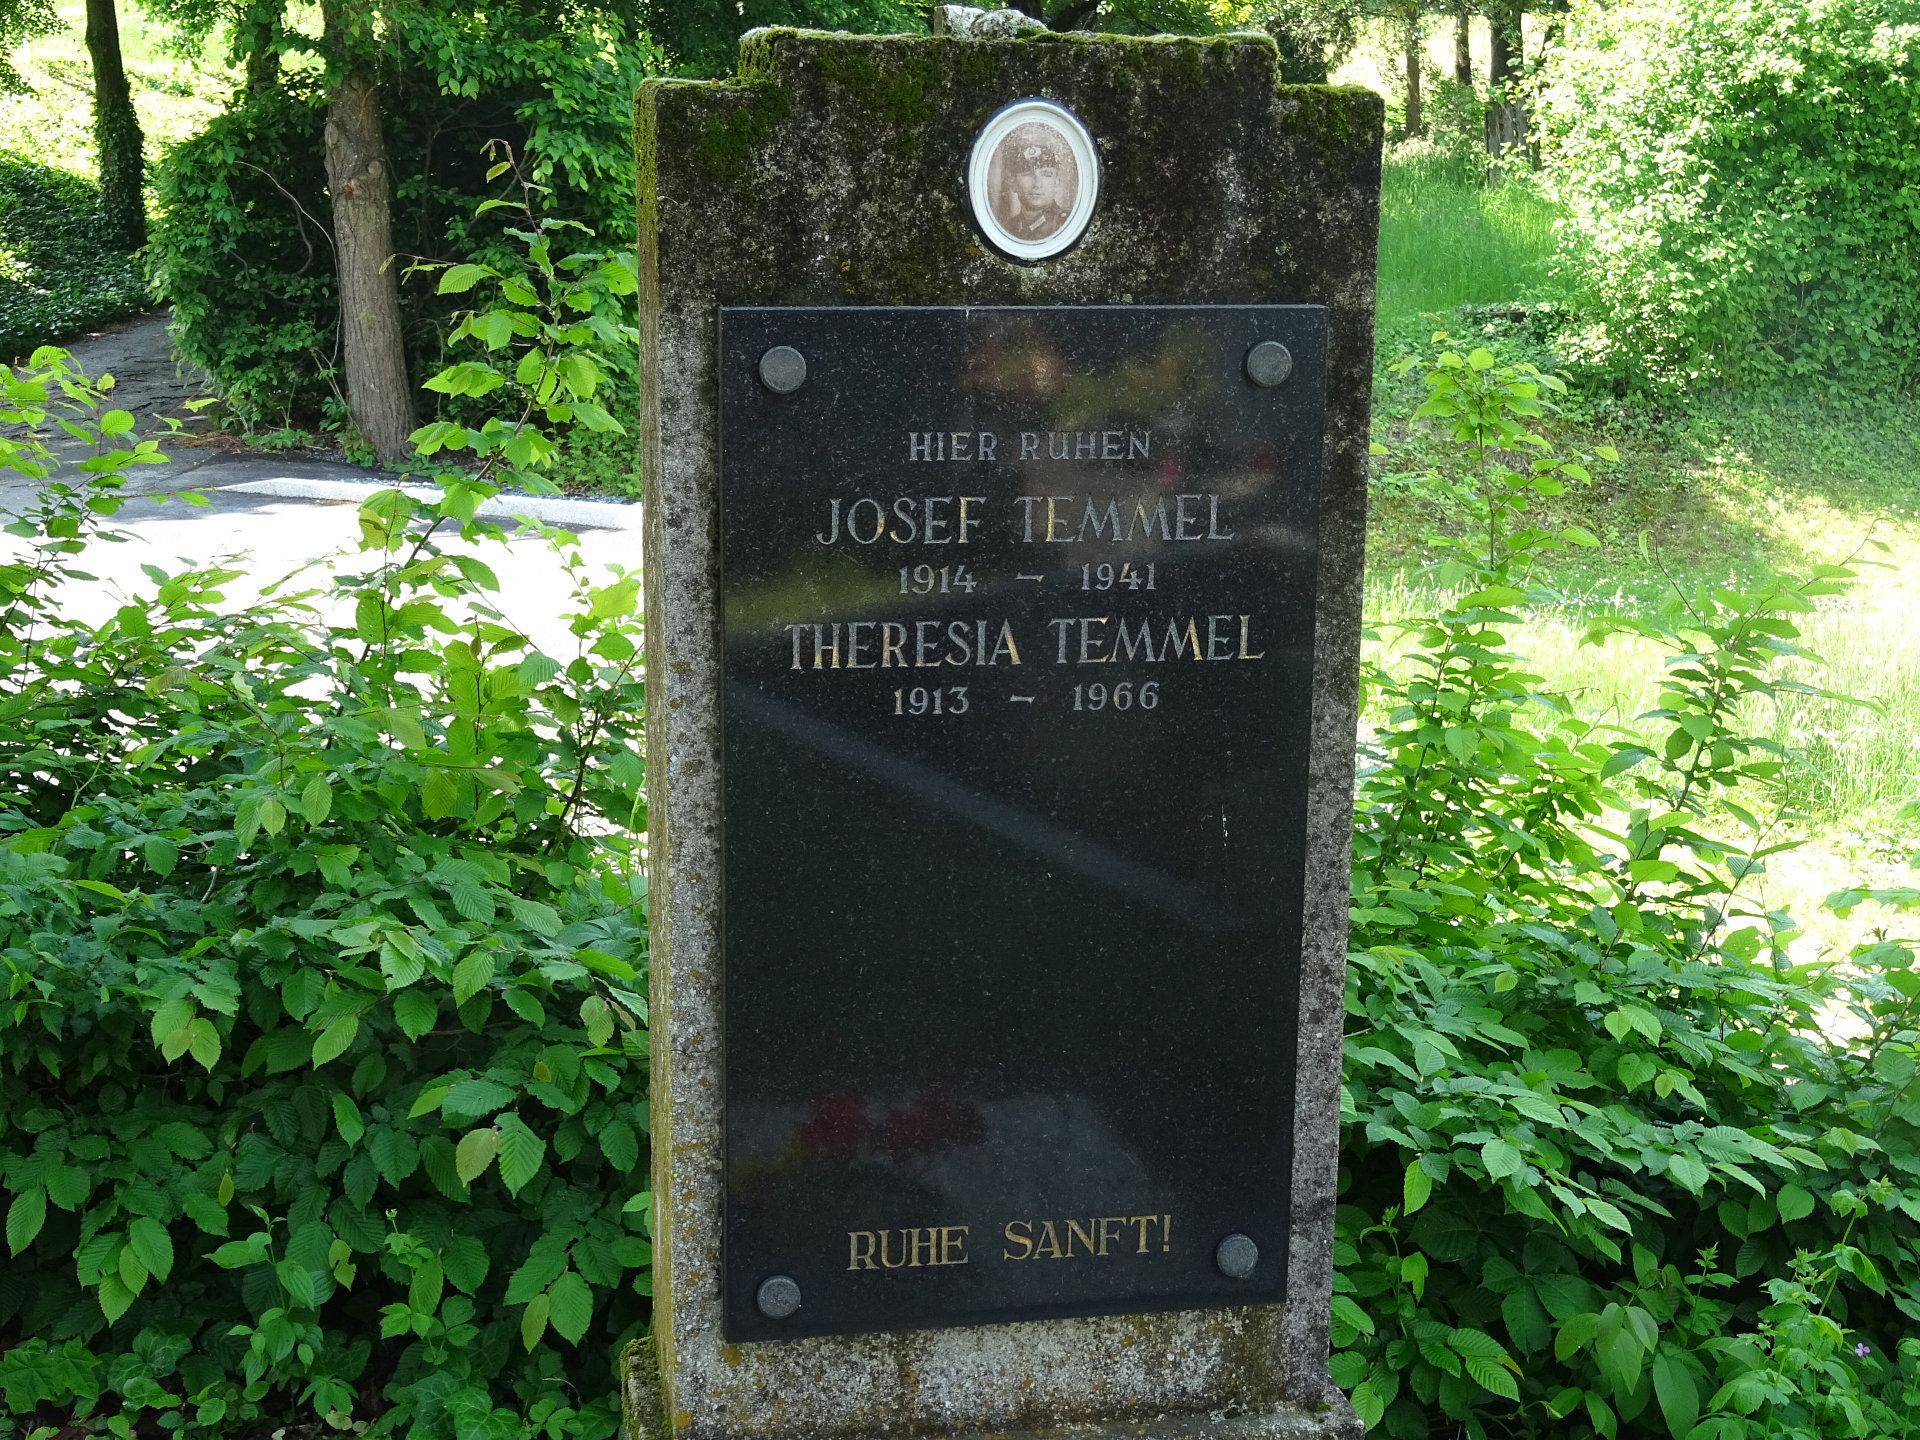 HIER RUHEN
JOSEF TEMMEL
1914 – 1941
THERESIA TEMMEL
1913 – 1966
RUHE SANFT!